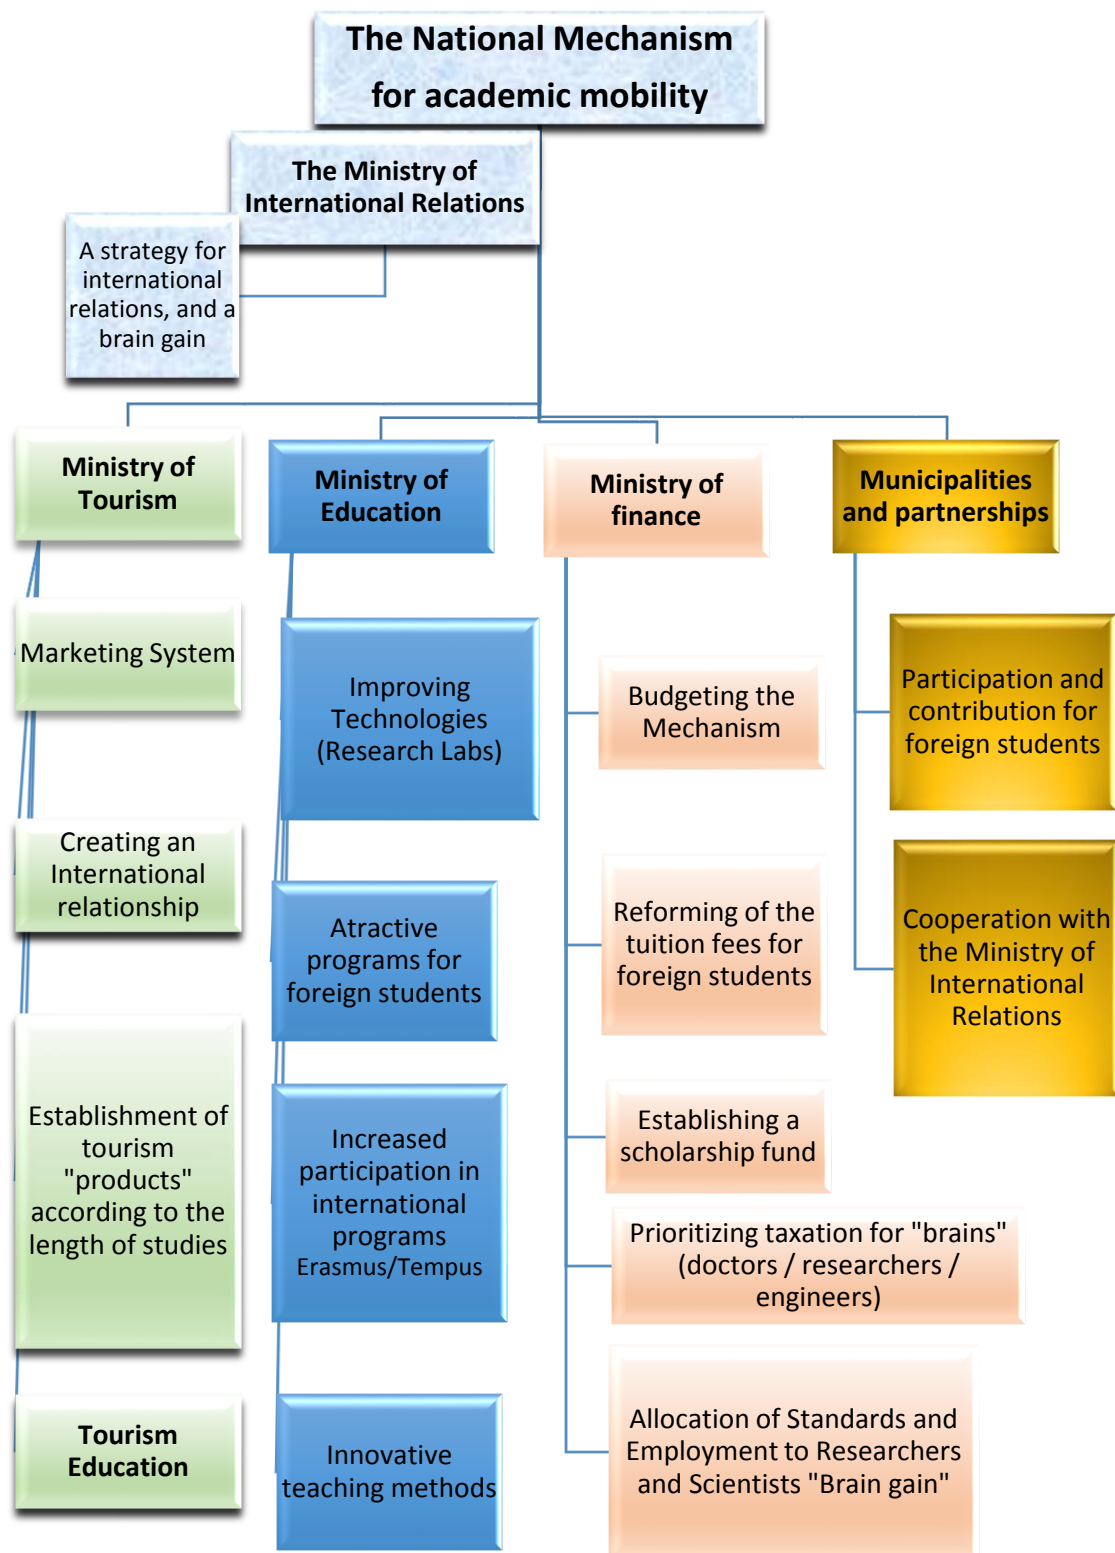 The National Mechanism
for academic mobility
The Ministry of
International Relations
A strategy for
international
relations, and a
brain gain
Ministry of
Tourism
Marketing System
Creating an
International
relationship
Establishment of
tourism
"products"
according to the
length of studies
Tourism
Education
Ministry of
Education
Improving
Technologies
(Research Labs)
Atractive
programs for
foreign students
Increased
participation in
international
programs
Erasmus/Tempus
Innovative
teaching methods
Ministry of
finance
Budgeting the
Mechanism
Reforming of the
tuition fees for
foreign students
Establishing a
scholarship fund
Prioritizing taxation for "brains"
(doctors / researchers /
engineers)
Allocation of Standards and
Employment to Researchers
and Scientists "Brain gain"
Municipalities
and partnerships
Participation and
contribution for
foreign students
Cooperation with
the Ministry of
International
Relations